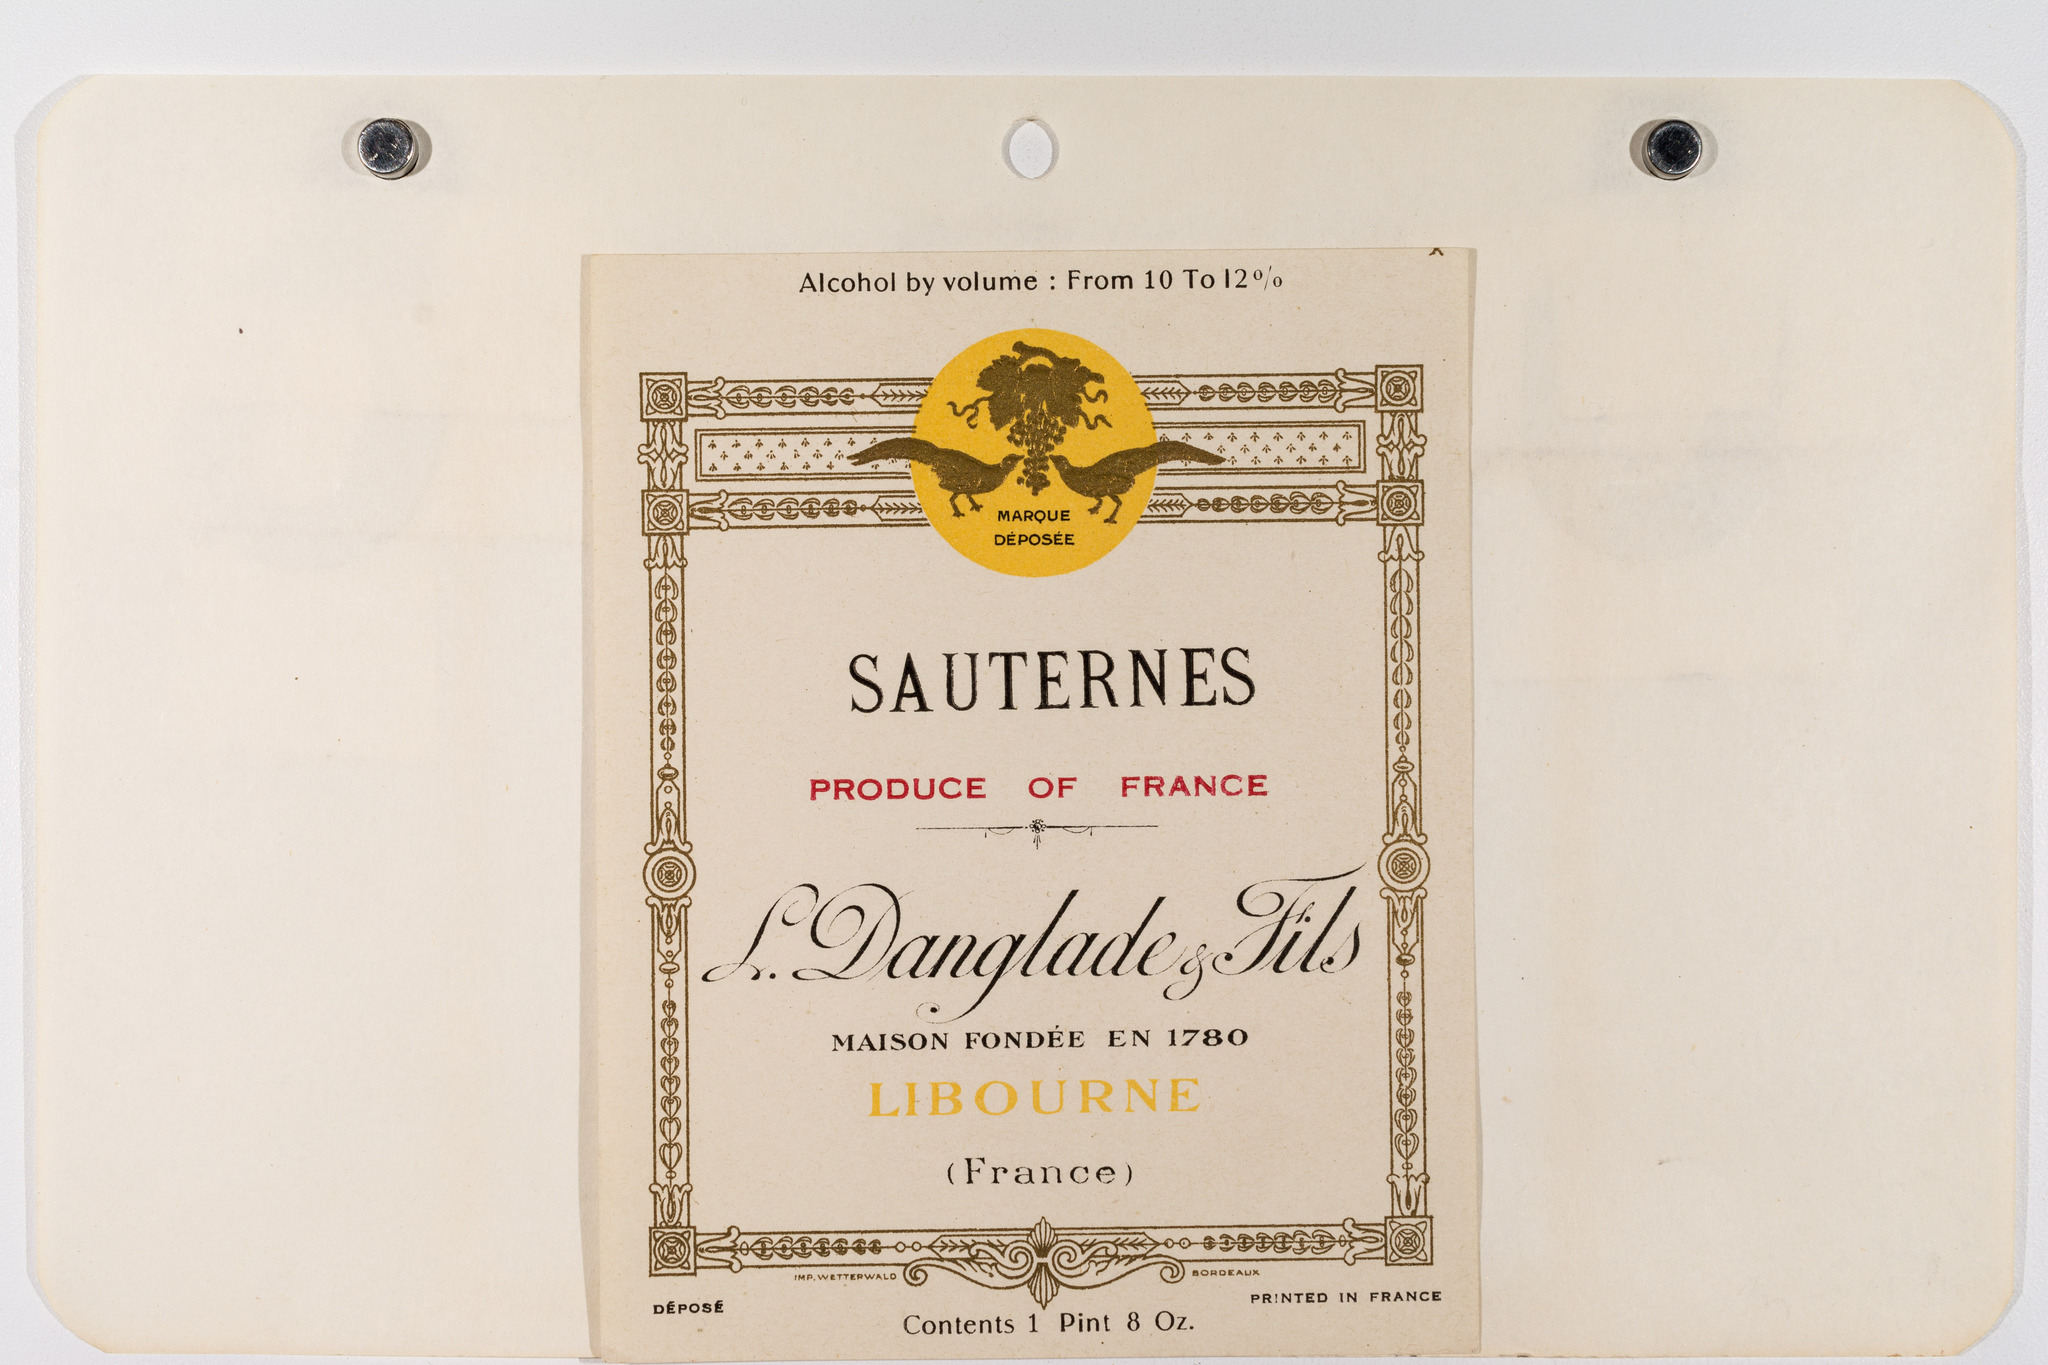 Alcohol by volume : From 10 To 12%
MARQUE
DÉPOSÉE
SAUTERNES
PRODUCE OF FRANCE
L. Danglade & Fils
MAISON FONDÉE EN 1780
LIBOURNE
(France)
IMP. WETTERWALD BORDEAUX
DÉPOSÉ PRINTED IN FRANCE
Contents 1 Pint 8 Oz.